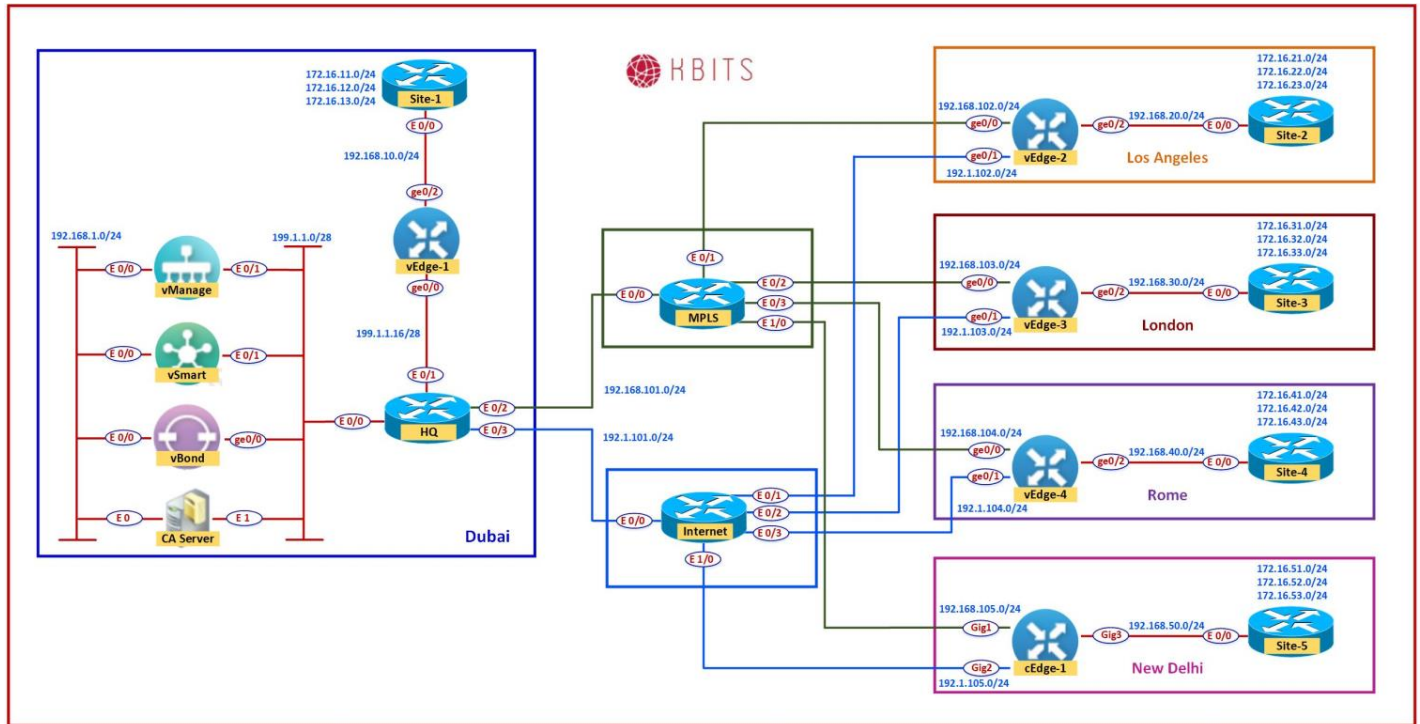 KBITS
172.16.11.0/24
172.16.12.0/24
172.16.13.0/24
Site-1
E 0/0
192.168.10.0/24
ge0/2
vEdge-1
ge0/0
199.1.1.16/28
E 0/1
HQ
E 0/0
E 0/2
E 0/3
192.168.1.0/24
199.1.1.0/28
E 0/0
vManage
E 0/1
E 0/0
vSmart
E 0/1
E 0/0
vBond
ge0/0
E 0
CA Server
E 1
Dubai
192.168.101.0/24
192.1.101.0/24
E 0/1
E 0/0
MPLS
E 0/2
E 0/3
E 1/0
E 0/0
Internet
E 0/1
E 0/2
E 0/3
E 1/0
192.168.102.0/24
ge0/0
ge0/1
192.1.102.0/24
vEdge-2
ge0/2
192.168.20.0/24
E 0/0
172.16.21.0/24
172.16.22.0/24
172.16.23.0/24
Site-2
Los Angeles
192.168.103.0/24
ge0/0
ge0/1
192.1.103.0/24
vEdge-3
ge0/2
192.168.30.0/24
E 0/0
172.16.31.0/24
172.16.32.0/24
172.16.33.0/24
Site-3
London
192.168.104.0/24
ge0/0
ge0/1
192.1.104.0/24
vEdge-4
ge0/2
192.168.40.0/24
E 0/0
172.16.41.0/24
172.16.42.0/24
172.16.43.0/24
Site-4
Rome
192.168.105.0/24
Gig1
Gig2
192.1.105.0/24
cEdge-1
Gig3
192.168.50.0/24
E 0/0
172.16.51.0/24
172.16.52.0/24
172.16.53.0/24
Site-5
New Delhi